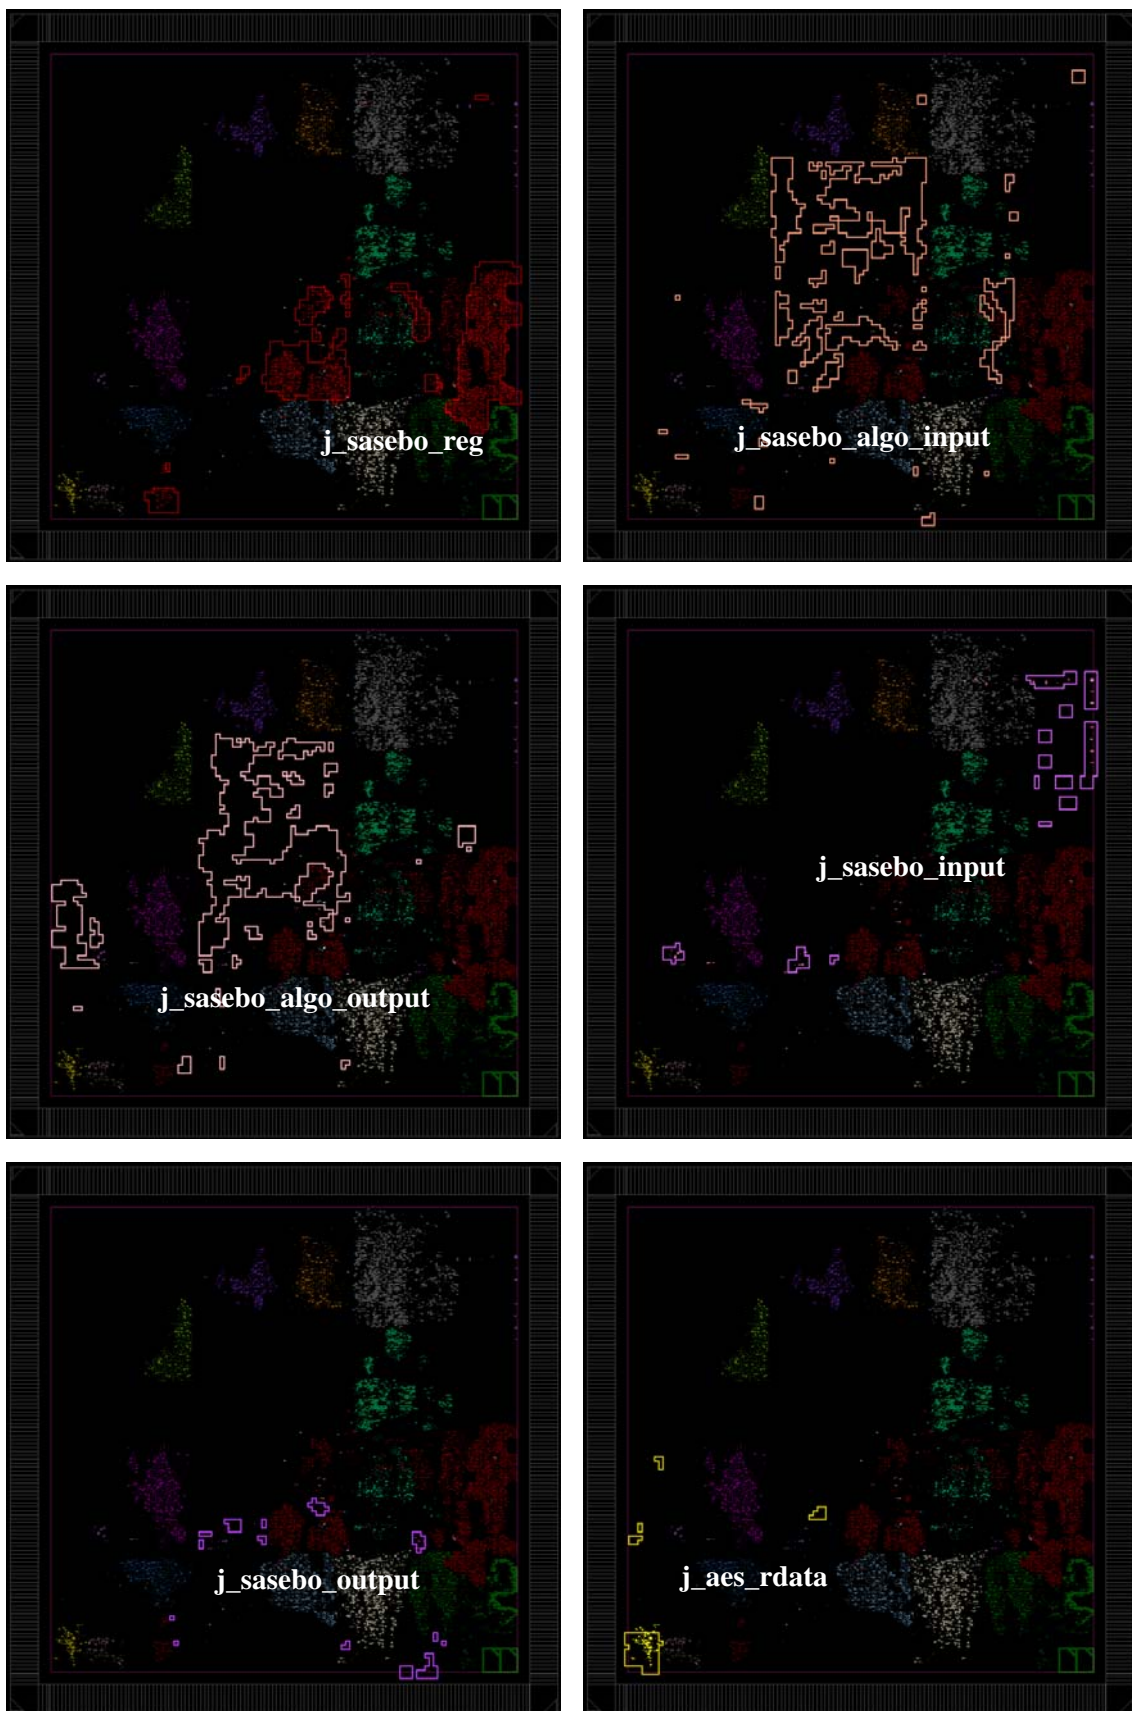 j_sasebo_reg
j_sasebo_algo_input
j_sasebo_algo_output
j_sasebo_input
j_sasebo_output
j_aes_rdata